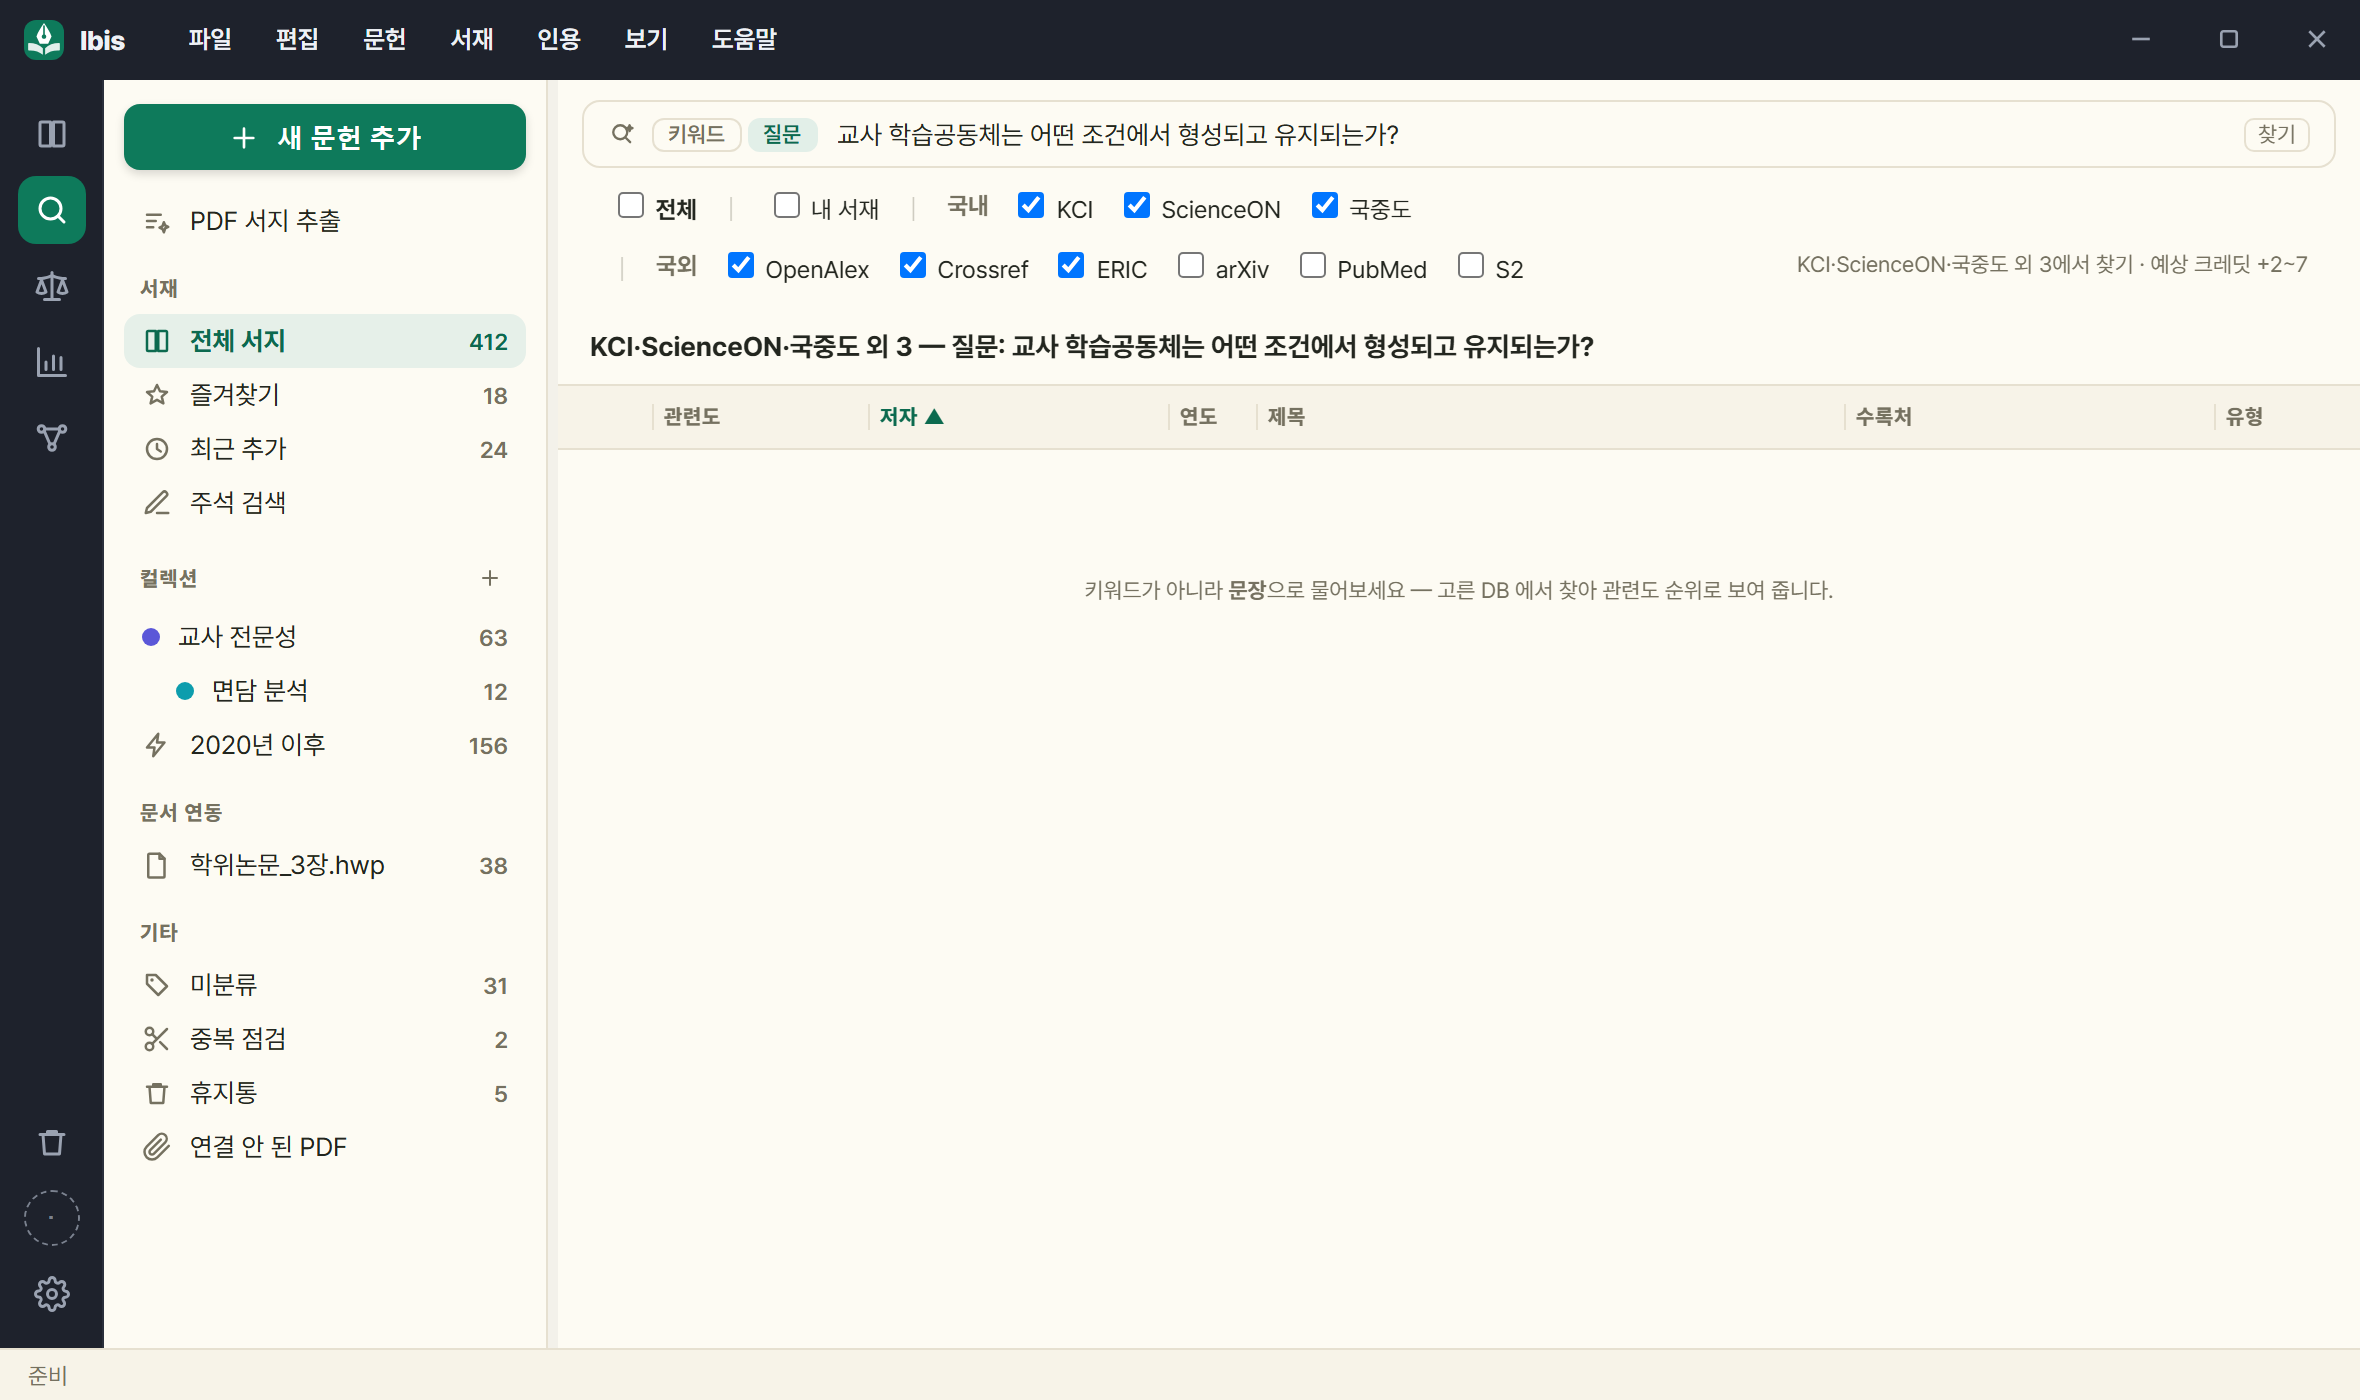 Ibis 파일 편집 문헌 서재 인용 보기 도움말
새 문헌 추가
PDF 서지 추출
서재
전체 서지 412
즐겨찾기 18
최근 추가 24
주석 검색
컬렉션
교사 전문성 63
면담 분석 12
2020년 이후 156
문서 연동
학위논문_3장.hwp 38
기타
미분류 31
중복 점검 2
휴지통 5
연결 안 된 PDF
키워드 질문 교사 학습공동체는 어떤 조건에서 형성되고 유지되는가? 찾기
전체 | 내 서재 | 국내 KCI ScienceON 국중도
| 국외 OpenAlex Crossref ERIC arXiv PubMed S2 KCI·ScienceON·국중도 외 3에서 찾기 · 예상 크레딧 +2~7
KCI·ScienceON·국중도 외 3 — 질문: 교사 학습공동체는 어떤 조건에서 형성되고 유지되는가?
관련도 저자 ▲ 연도 제목 수록처 유형
키워드가 아니라 문장으로 물어보세요 — 고른 DB 에서 찾아 관련도 순위로 보여 줍니다.
준비